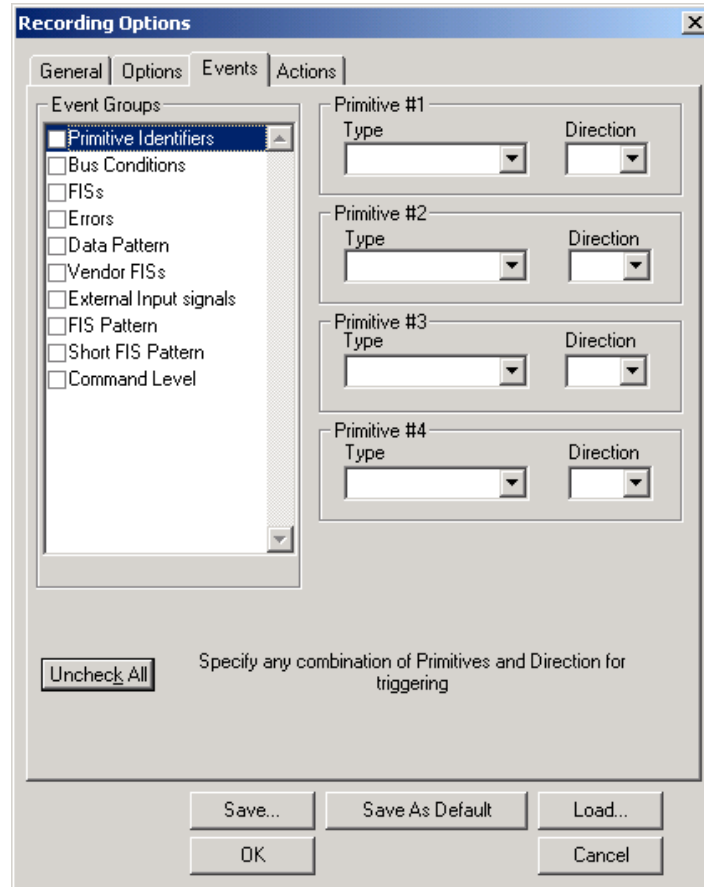 Recording Options
General Options Events Actions
Event Groups
Primitive Identifiers
Bus Conditions
FISs
Errors
Data Pattern
Vendor FISs
External Input signals
FIS Pattern
Short FIS Pattern
Command Level
Primitive #1
Type Direction
Primitive #2
Type Direction
Primitive #3
Type Direction
Primitive #4
Type Direction
Uncheck All
Specify any combination of Primitives and Direction for
triggering
Save... Save As Default Load...
OK Cancel